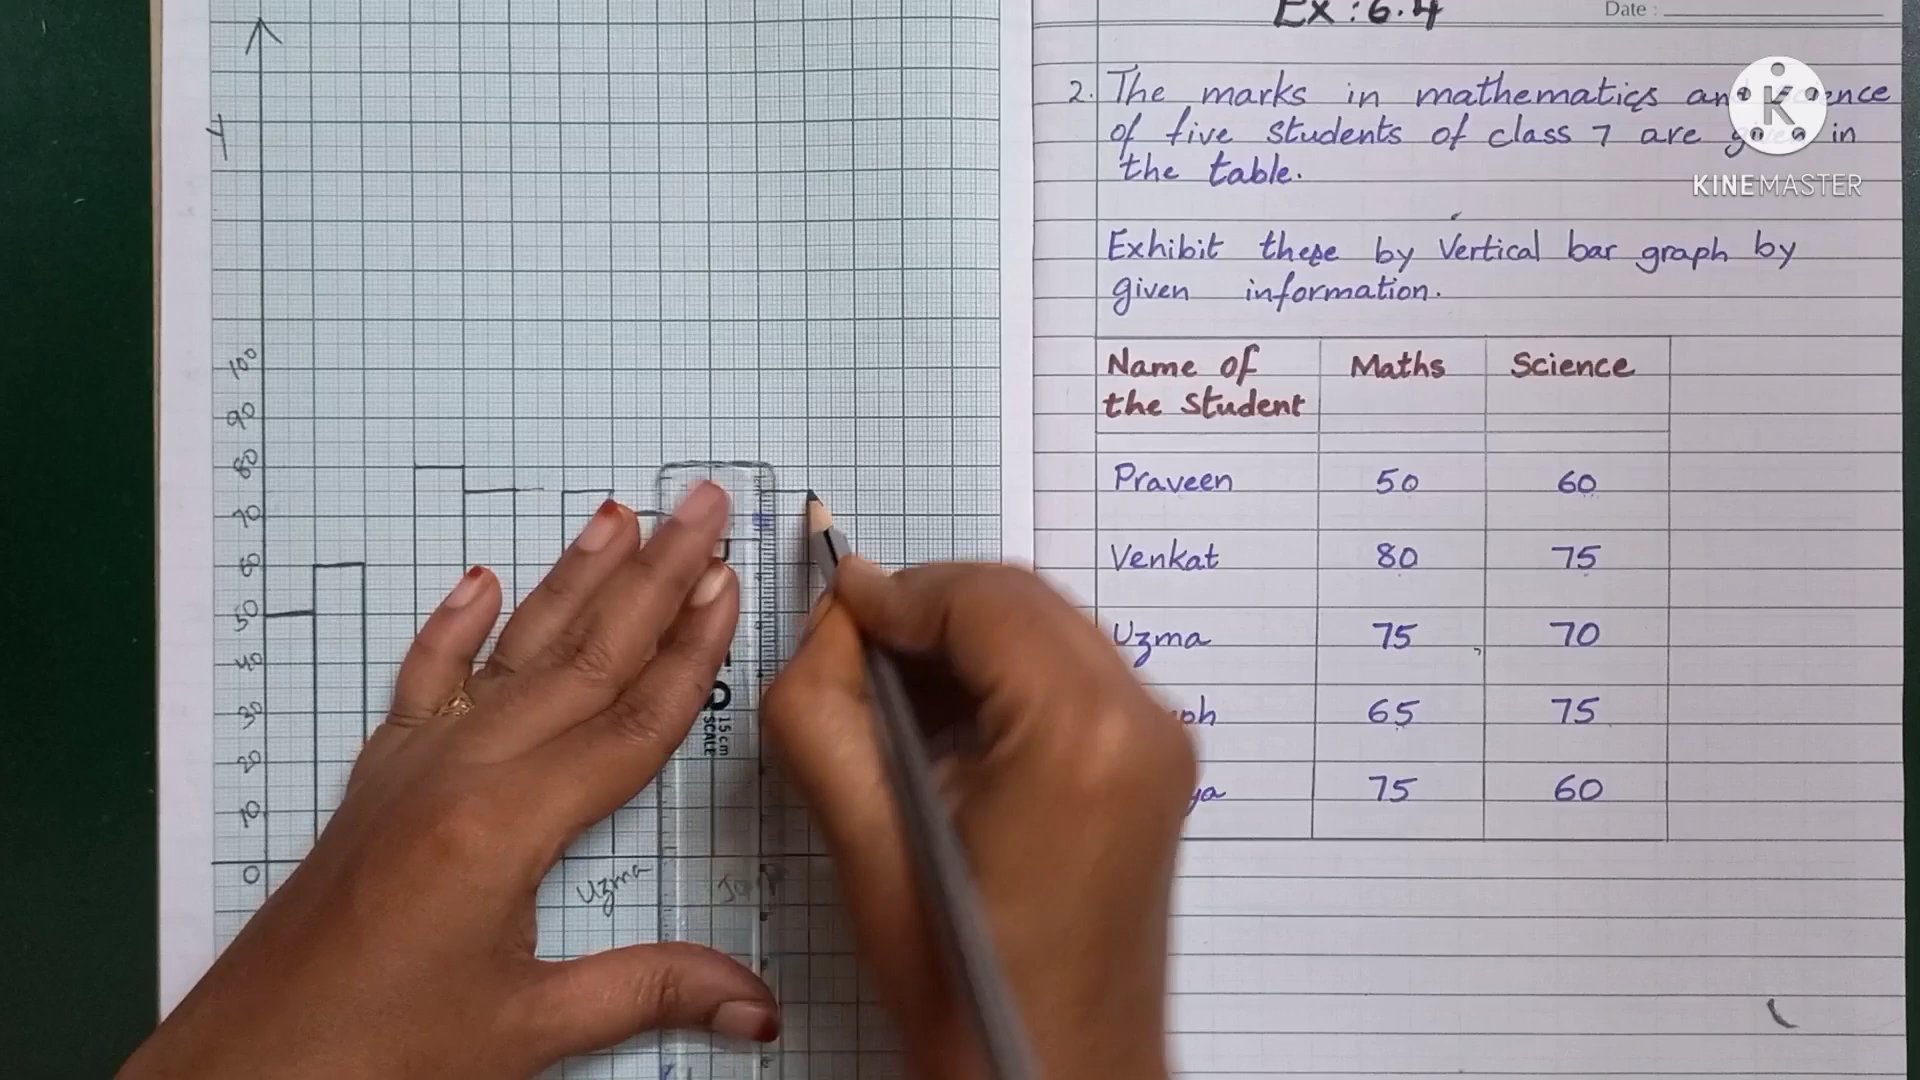 Ex : 6.4
Date :
2. The marks in mathematics and
of five students of class 7 are given in
the table.
Exhibit these by Vertical bar graph by
given information.
Name of the Student Maths Science
Praveen 50 60
Venkat 80 75
Uzma 75 70
65 75
75 60
KINEMASTER
K
Y
100
90
80
70
60
50
40
30
20
10
0
Uzma
15cm
SCALE